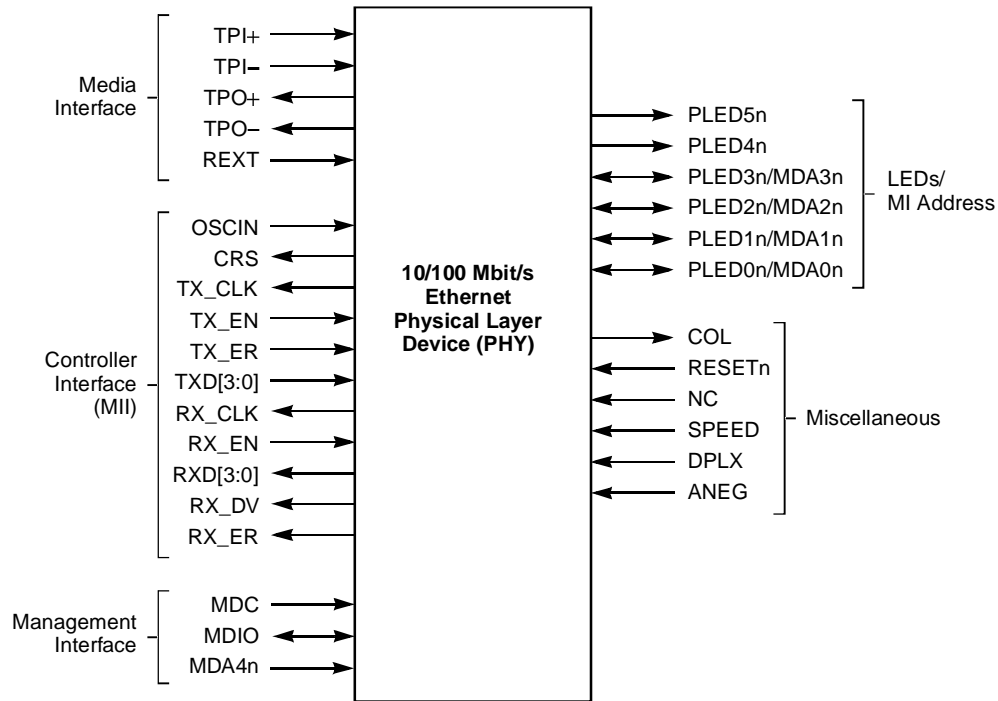 Media
Interface
TPI+
TPI−
TPO+
TPO−
REXT
Controller
Interface
(MII)
OSCIN
CRS
TX_CLK
TX_EN
TX_ER
TXD[3:0]
RX_CLK
RX_EN
RXD[3:0]
RX_DV
RX_ER
Management
Interface
MDC
MDIO
MDA4n
10/100 Mbit/s
Ethernet
Physical Layer
Device (PHY)
PLED5n
PLED4n
PLED3n/MDA3n
PLED2n/MDA2n
PLED1n/MDA1n
PLED0n/MDA0n
LEDs/
MI Address
COL
RESETn
NC
SPEED
DPLX
ANEG
Miscellaneous